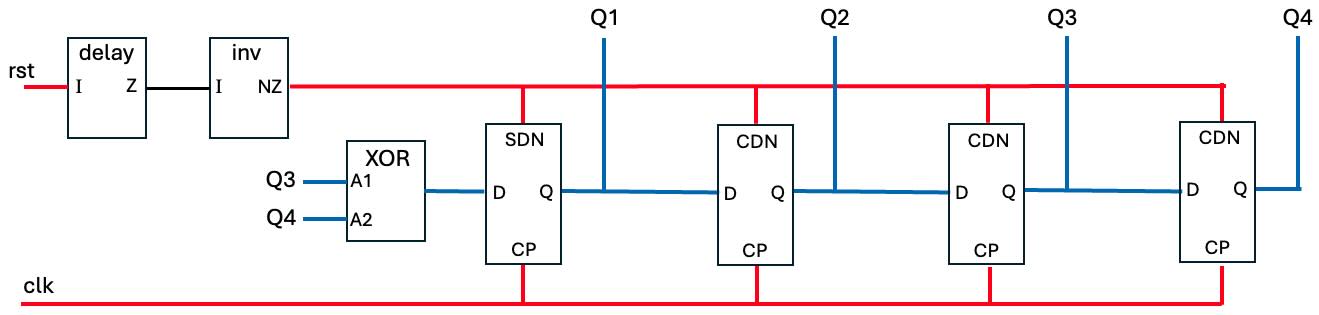 Q1 Q2 Q3 Q4
delay inv
rst I Z I NZ
SDN CDN CDN CDN
XOR
Q3 A1
D Q D Q D Q D Q
Q4 A2
CP CP CP CP
clk